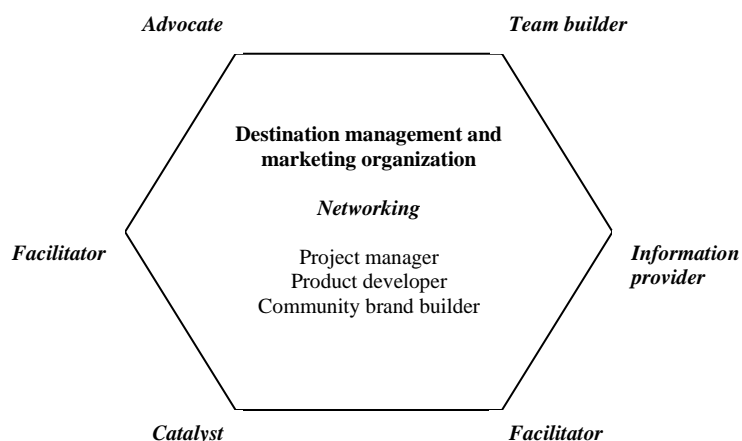 Advocate
Team builder
Destination management and
marketing organization
Networking
Facilitator
Information
provider
Project manager
Product developer
Community brand builder
Catalyst
Facilitator